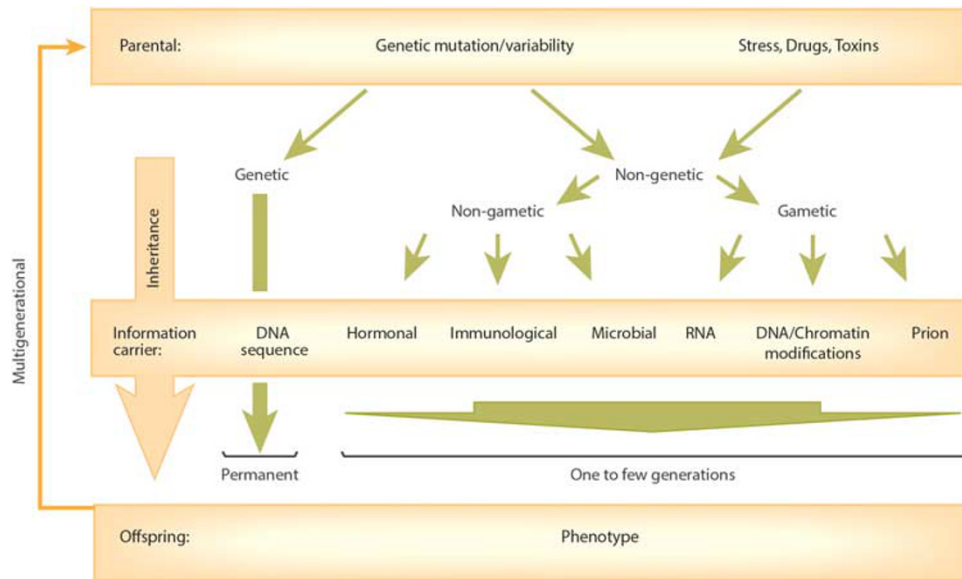 Parental: Genetic mutation/variability Stress, Drugs, Toxins
Genetic
Non-genetic
Non-gametic
Gametic
Inheritance
Multigenerational
Information
carrier:
DNA
sequence
Hormonal
Immunological
Microbial
RNA
DNA/Chromatin
modifications
Prion
Permanent
One to few generations
Offspring: Phenotype